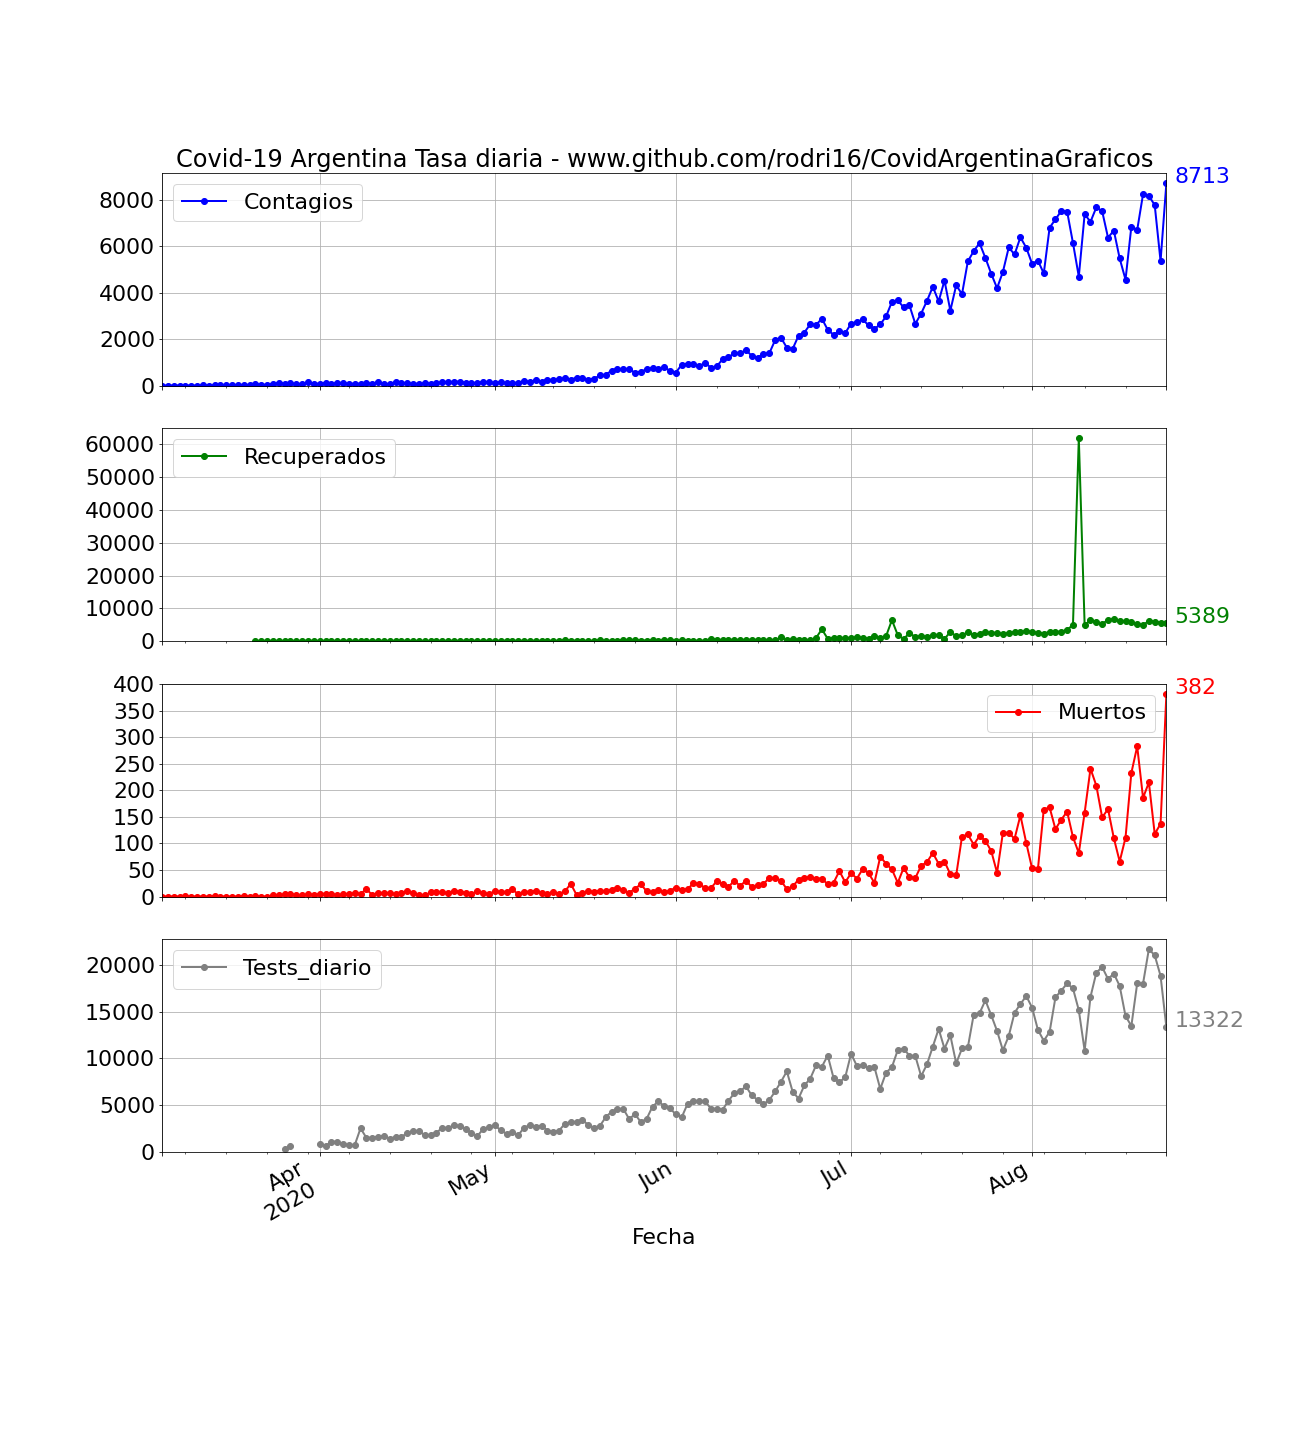 Covid-19 Argentina Tasa diaria - www.github.com/rodri16/CovidArgentinaGraficos
8713
Contagios
8000
6000
4000
2000
0
Recuperados
60000
50000
40000
30000
20000
10000
0
5389
400
350
300
250
200
150
100
50
0
382
Muertos
Tests_diario
20000
15000
10000
5000
0
13322
Apr
2020
May
Jun
Jul
Aug
Fecha